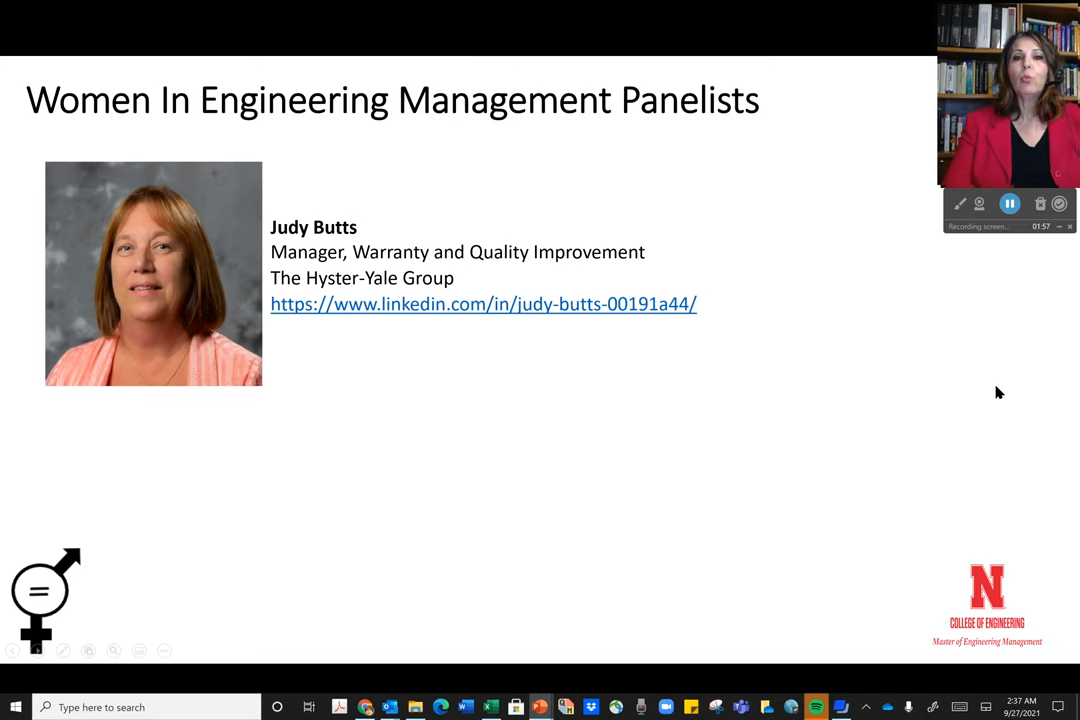 Women In Engineering Management Panelists
Judy Butts
Manager, Warranty and Quality Improvement
The Hyster-Yale Group
https://www.linkedin.com/in/judy-butts-00191a44/
Recording screen...
01:57
N
COLLEGE OF ENGINEERING
Master of Engineering Management
Type here to search
2:37 AM
9/27/2021